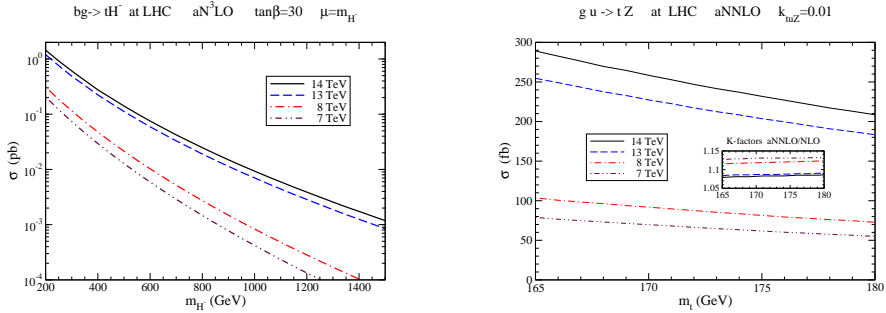 bg-> tH⁻ at LHC aN³LO tanβ=30 μ=m_H⁻
10⁰
10⁻¹
10⁻²
10⁻³
10⁻⁴
σ (pb)
14 TeV
13 TeV
8 TeV
7 TeV
200 400 600 800 1000 1200 1400
m_H⁻ (GeV)
g u -> t Z at LHC aNNLO k_tuZ=0.01
300
250
200
150
100
50
0
σ (fb)
14 TeV
13 TeV
8 TeV
7 TeV
K-factors aNNLO/NLO
1.15
1.1
1.05
165 170 175 180
165 170 175 180
m_t (GeV)